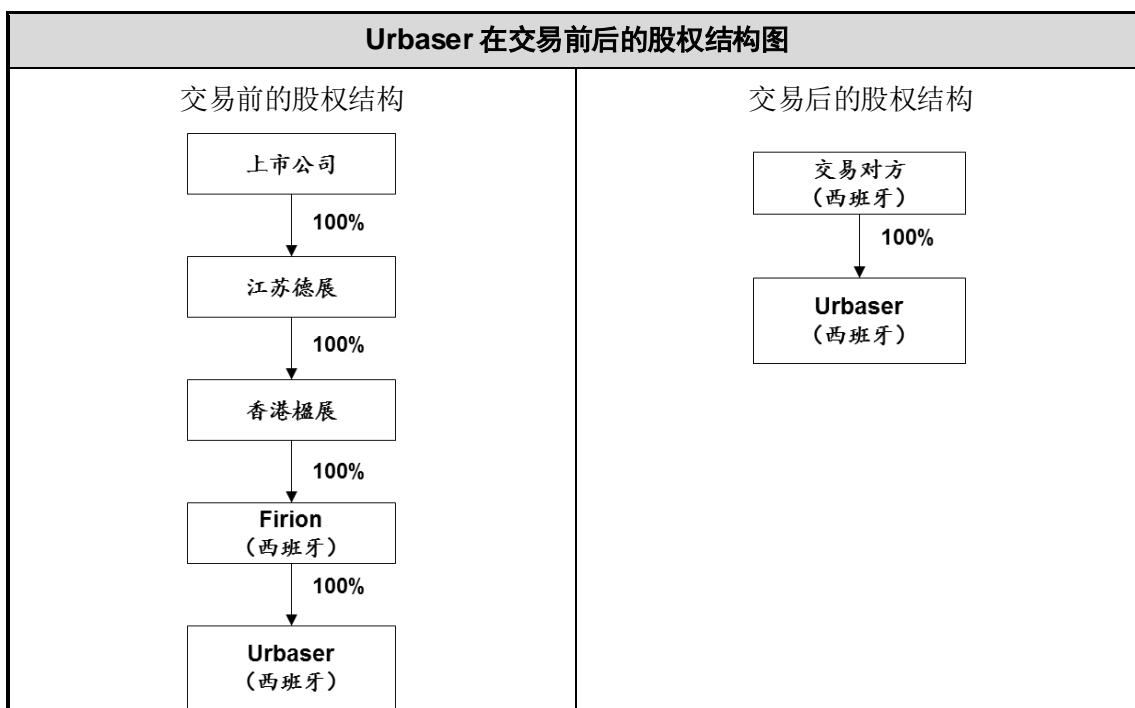 Urbaser 在交易前后的股权结构图
交易前的股权结构
上市公司
100%
江苏德展
100%
香港楹展
100%
Firion
（西班牙）
100%
Urbaser
（西班牙）
交易后的股权结构
交易对方
（西班牙）
100%
Urbaser
（西班牙）